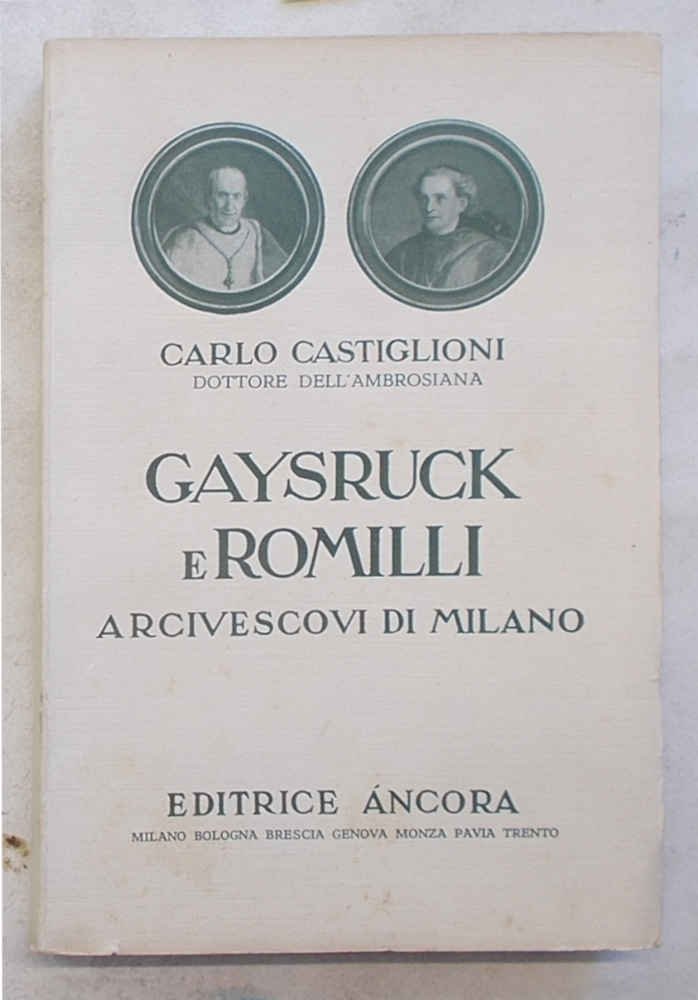 CARLO CASTIGLIONI
DOTTORE DELL'AMBROSIANA
GAYSRUCK
E ROMILLI
ARCIVESCOVI DI MILANO
EDITRICE ÁNCORA
MILANO BOLOGNA BRESCIA GENOVA MONZA PAVIA TRENTO